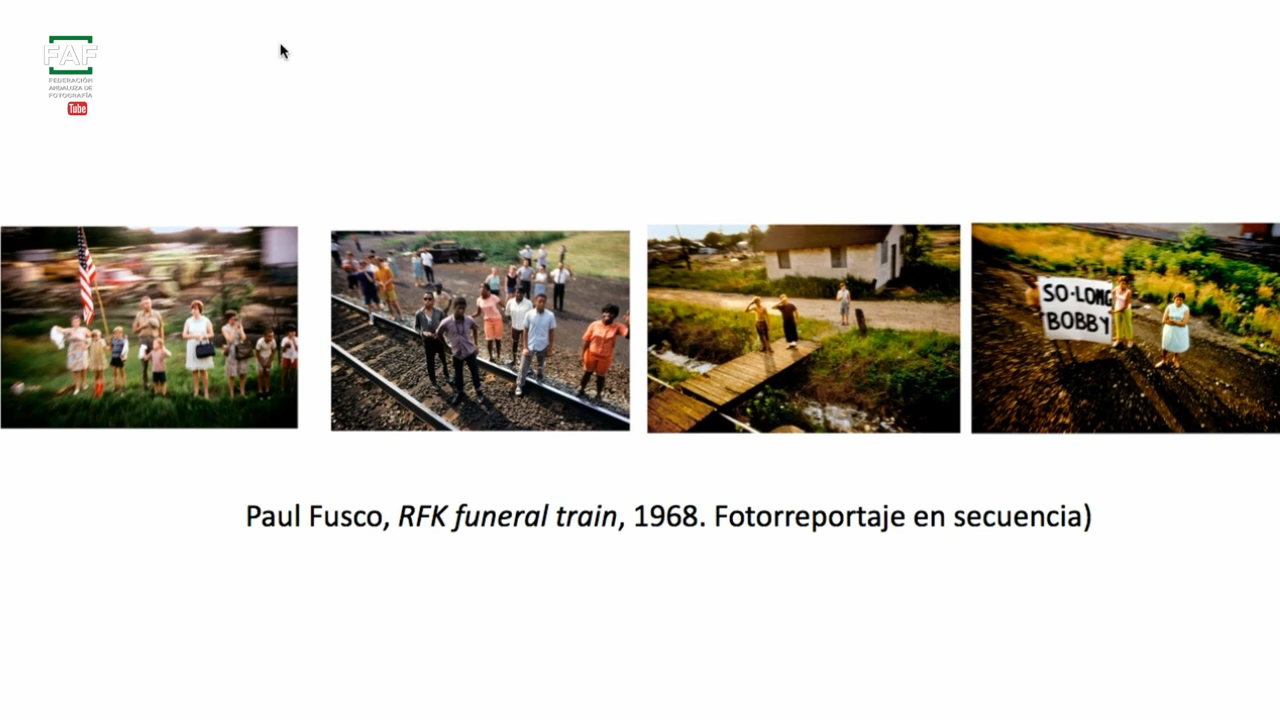 FAF
FEDERACIÓN
ANDALUZA DE
FOTOGRAFÍA
Tube
SO-LONG
BOBBY
Paul Fusco, RFK funeral train, 1968. Fotorreportaje en secuencia)